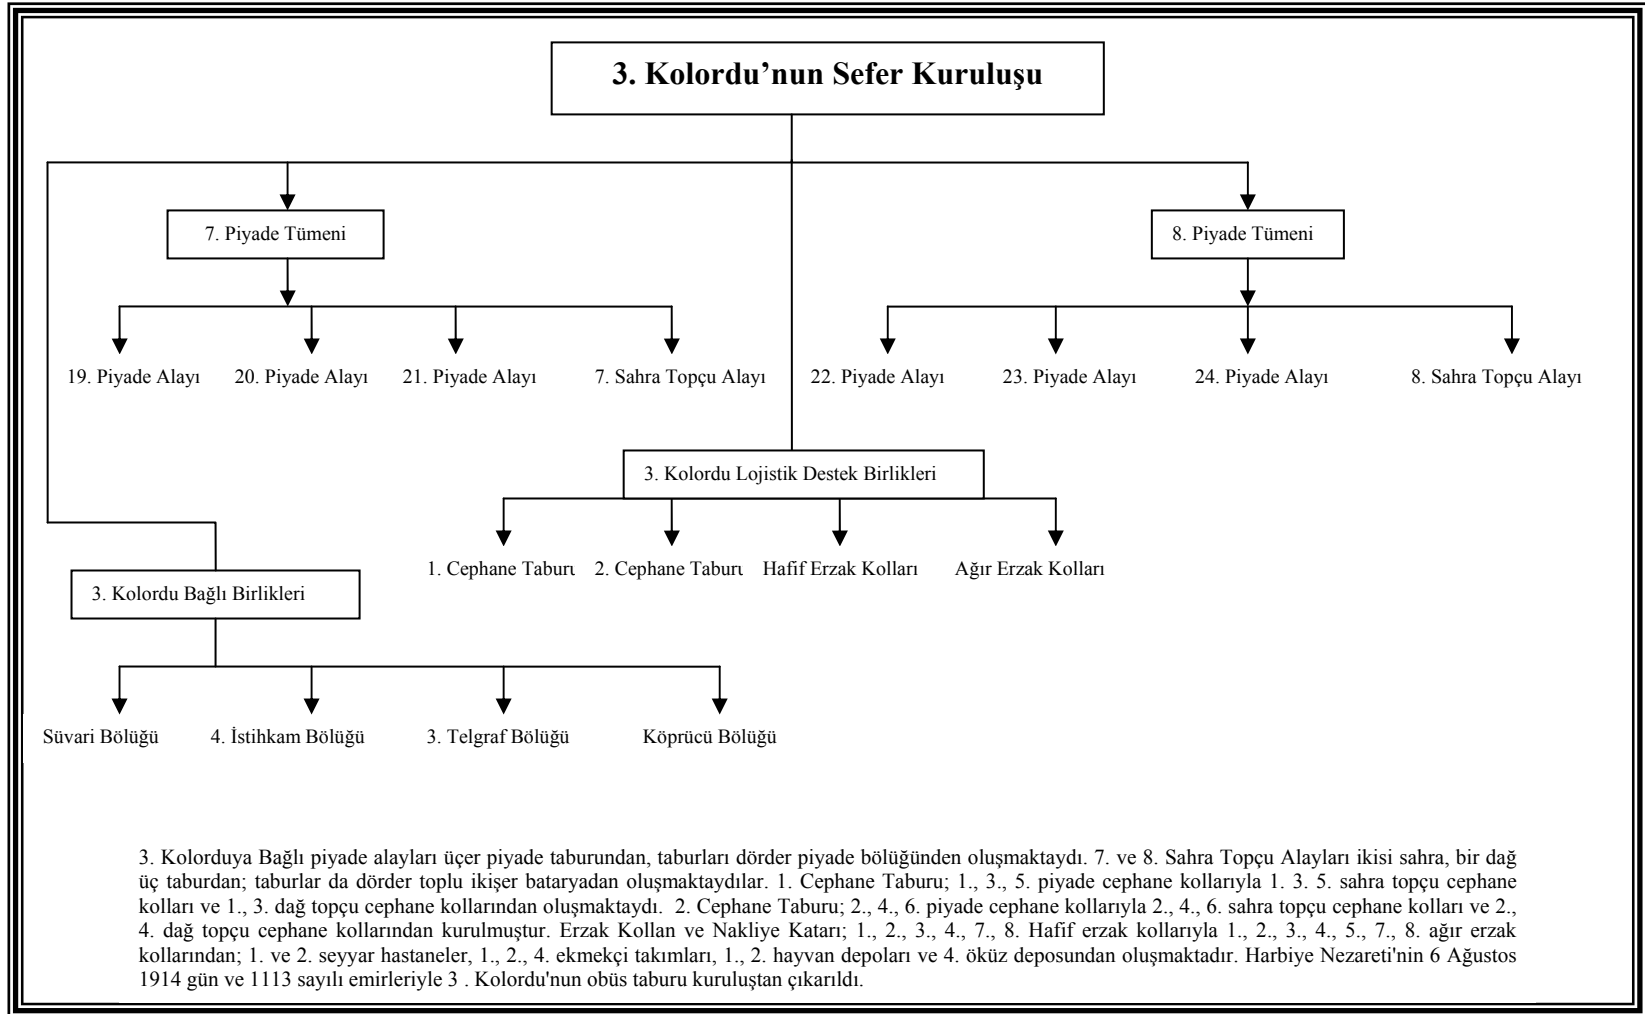 3. Kolordu’nun Sefer Kuruluşu
7. Piyade Tümeni
8. Piyade Tümeni
19. Piyade Alayı
20. Piyade Alayı
21. Piyade Alayı
7. Sahra Topçu Alayı
22. Piyade Alayı
23. Piyade Alayı
24. Piyade Alayı
8. Sahra Topçu Alayı
3. Kolordu Lojistik Destek Birlikleri
1. Cephane Taburu
2. Cephane Taburu
Hafif Erzak Kolları
Ağır Erzak Kolları
3. Kolordu Bağlı Birlikleri
Süvari Bölüğü
4. İstihkam Bölüğü
3. Telgraf Bölüğü
Köprücü Bölüğü
3. Kolorduya Bağlı piyade alayları üçer piyade taburundan, taburları dörder piyade bölüğünden oluşmaktaydı. 7. ve 8. Sahra Topçu Alayları ikisi sahra, bir dağ
üç taburdan; taburlar da dörder toplu ikişer bataryadan oluşmaktaydılar. 1. Cephane Taburu; 1., 3., 5. piyade cephane kollarıyla 1. 3. 5. sahra topçu cephane
kolları ve 1., 3. dağ topçu cephane kollarından oluşmaktaydı. 2. Cephane Taburu; 2., 4., 6. piyade cephane kollarıyla 2., 4., 6. sahra topçu cephane kolları ve 2.,
4. dağ topçu cephane kollarından kurulmuştur. Erzak Kollan ve Nakliye Katarı; 1., 2., 3., 4., 7., 8. Hafif erzak kollarıyla 1., 2., 3., 4., 5., 7., 8. ağır erzak
kollarından; 1. ve 2. seyyar hastaneler, 1., 2., 4. ekmekçi takımları, 1., 2. hayvan depoları ve 4. öküz deposundan oluşmaktadır. Harbiye Nezareti'nin 6 Ağustos
1914 gün ve 1113 sayılı emirleriyle 3 . Kolordu'nun obüs taburu kuruluştan çıkarıldı.